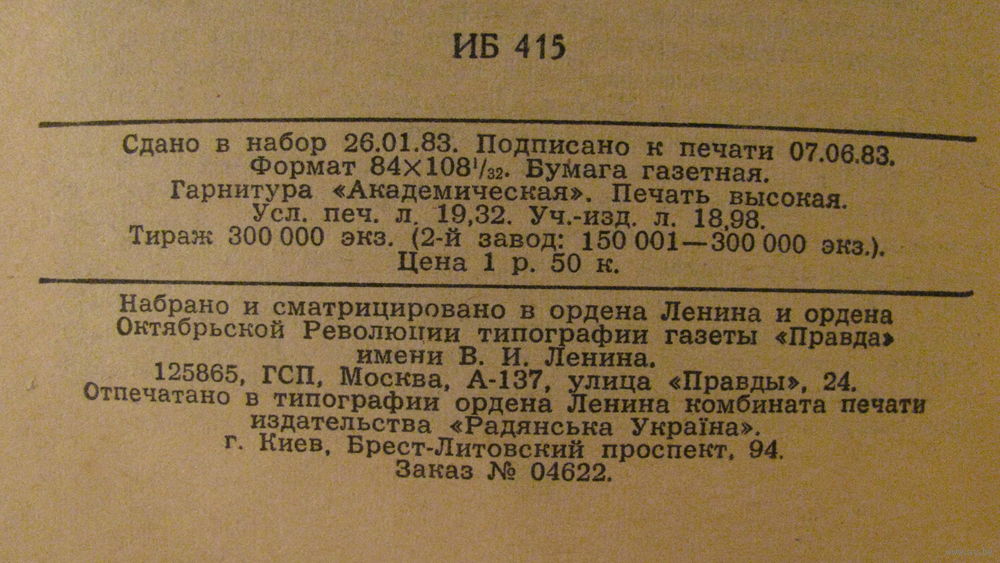 ИБ 415
Сдано в набор 26.01.83. Подписано к печати 07.06.83.
Формат 84×108¹/₃₂. Бумага газетная.
Гарнитура «Академическая». Печать высокая.
Усл. печ. л. 19,32. Уч.-изд. л. 18,98.
Тираж 300 000 экз. (2-й завод: 150 001—300 000 экз.).
Цена 1 р. 50 к.
Набрано и сматрицировано в ордена Ленина и ордена
Октябрьской Революции типографии газеты «Правда»
имени В. И. Ленина.
125865, ГСП, Москва, А-137, улица «Правды», 24.
Отпечатано в типографии ордена Ленина комбината печати
издательства «Радянська Україна».
г. Киев, Брест-Литовский проспект, 94.
Заказ № 04622.